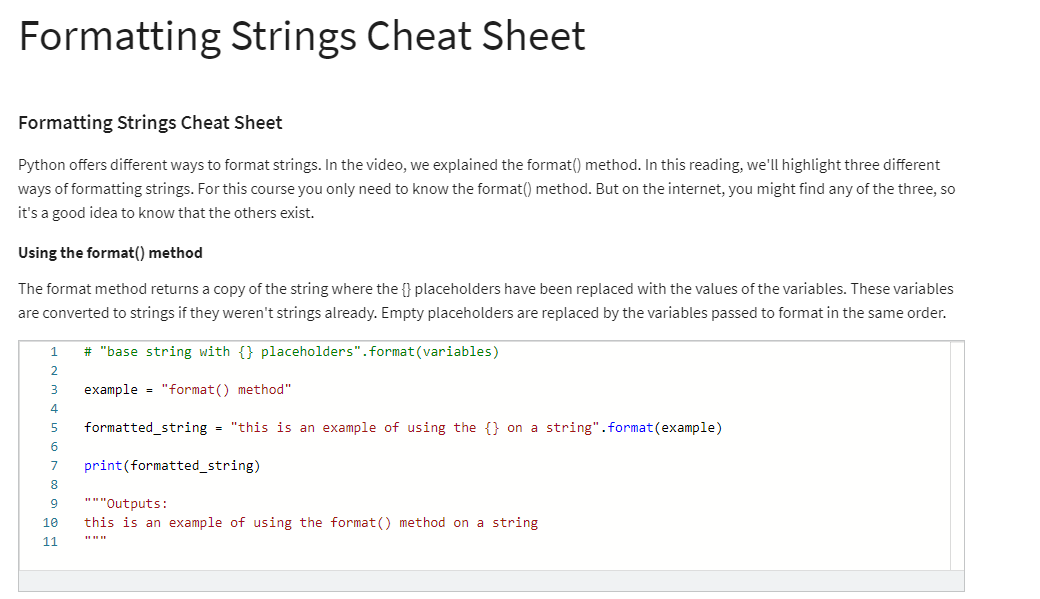 Formatting Strings Cheat Sheet
Formatting Strings Cheat Sheet
Python offers different ways to format strings. In the video, we explained the format() method. In this reading, we'll highlight three different
ways of formatting strings. For this course you only need to know the format() method. But on the internet, you might find any of the three, so
it's a good idea to know that the others exist.
Using the format() method
The format method returns a copy of the string where the {} placeholders have been replaced with the values of the variables. These variables
are converted to strings if they weren't strings already. Empty placeholders are replaced by the variables passed to format in the same order.
1 # "base string with {} placeholders".format(variables)
2
3 example = "format() method"
4
5 formatted_string = "this is an example of using the {} on a string".format(example)
6
7 print(formatted_string)
8
9 """Outputs:
10 this is an example of using the format() method on a string
11 """